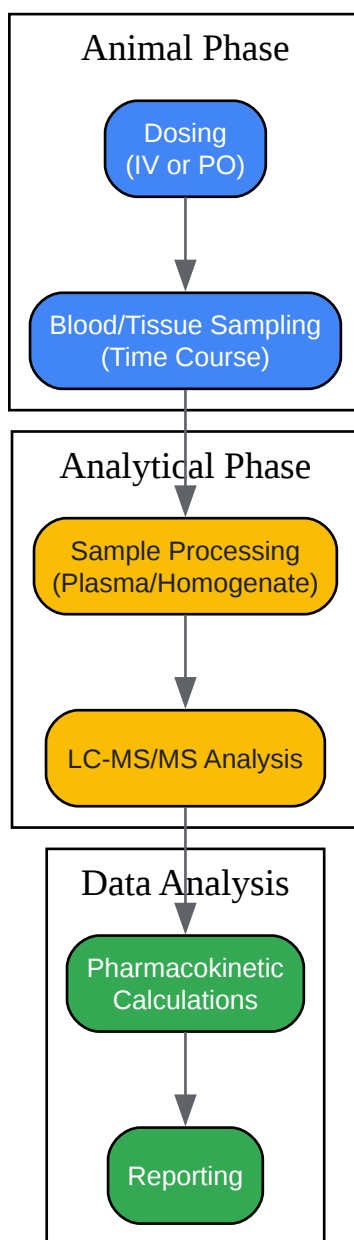 Animal Phase
Dosing
(IV or PO)
Blood/Tissue Sampling
(Time Course)
Analytical Phase
Sample Processing
(Plasma/Homogenate)
LC-MS/MS Analysis
Data Analysis
Pharmacokinetic
Calculations
Reporting